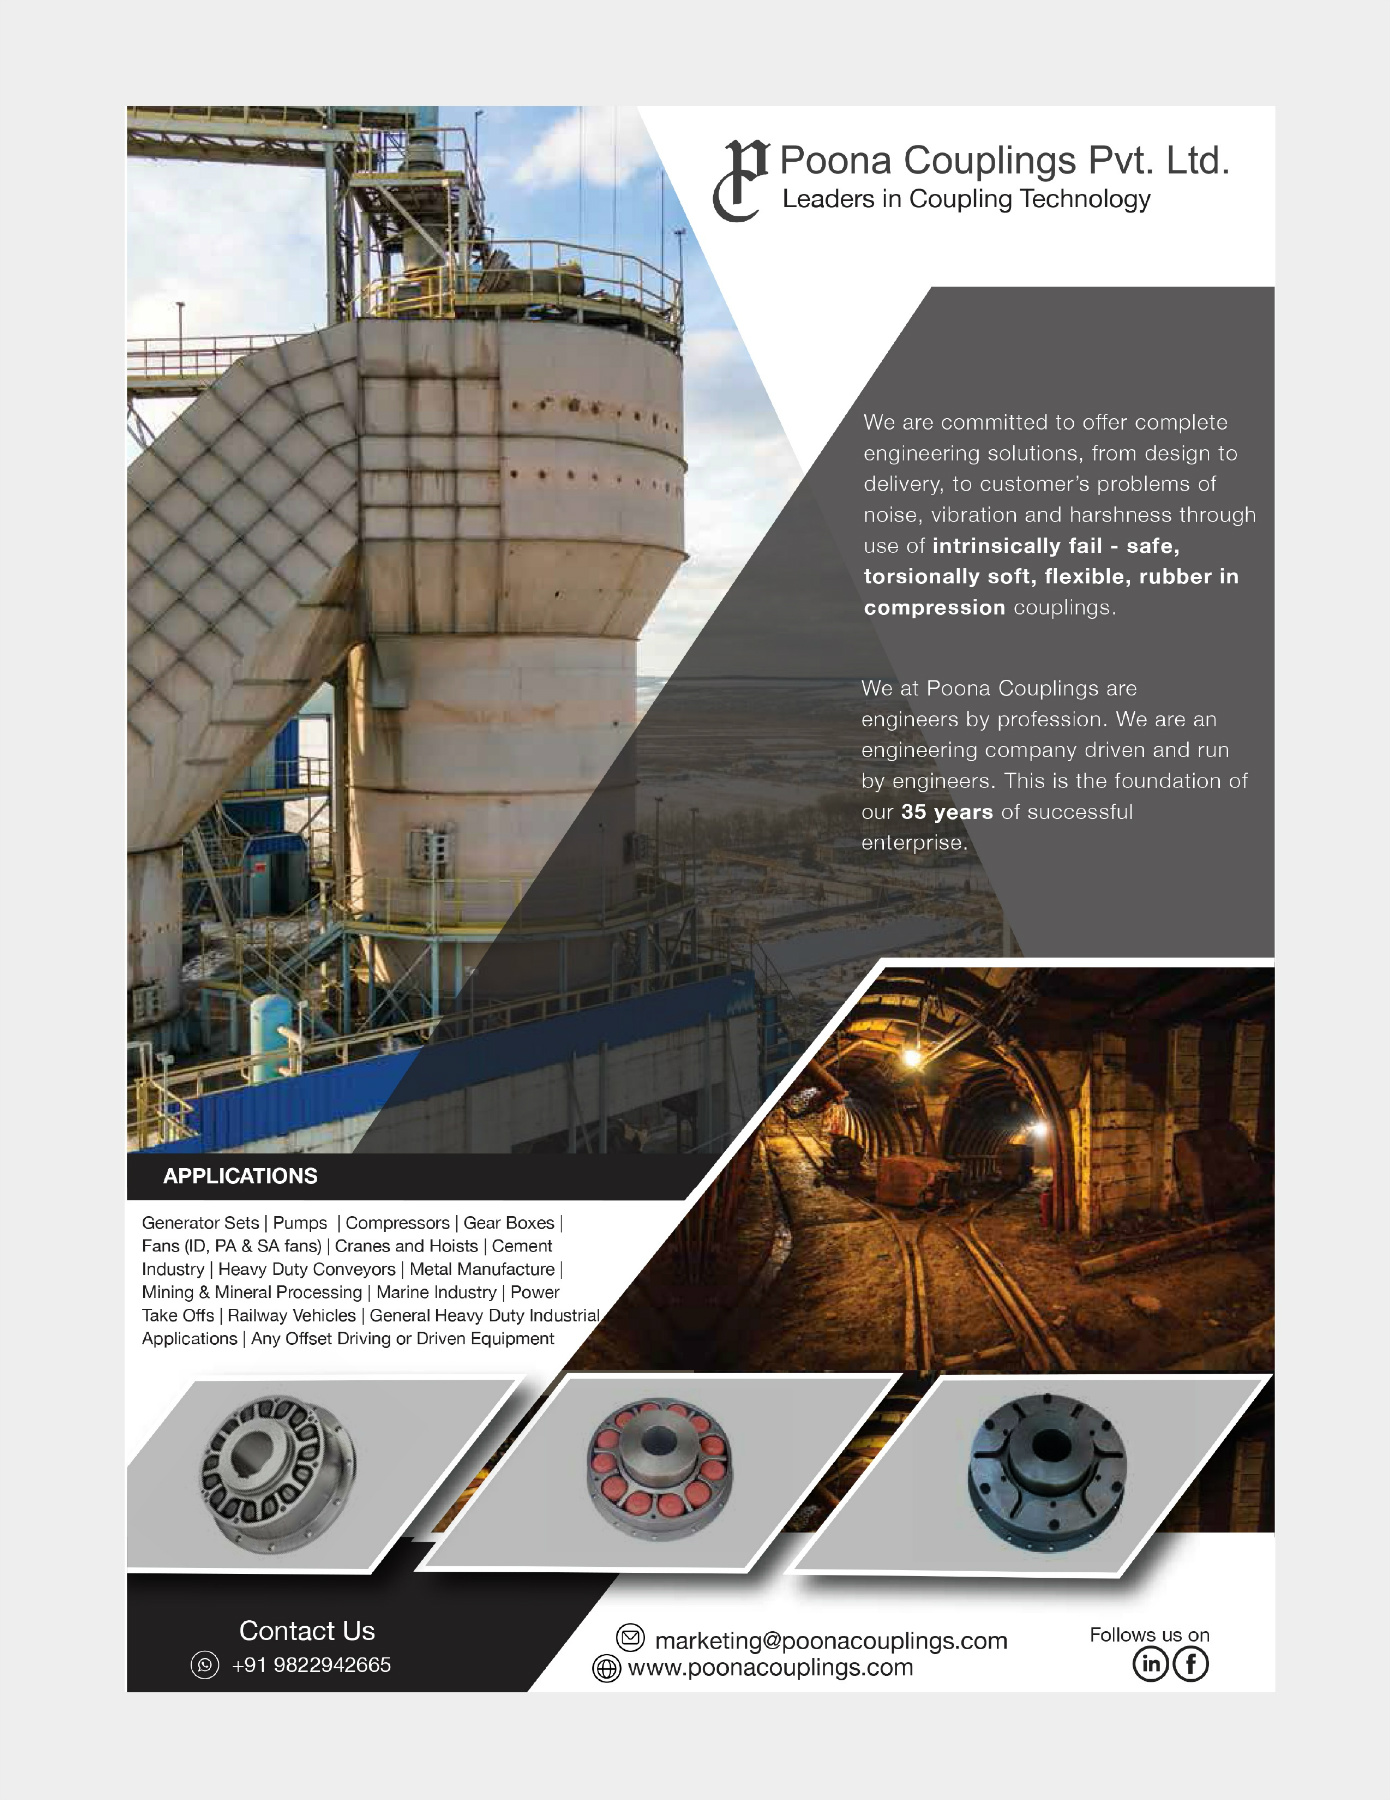 Poona Couplings Pvt. Ltd.
Leaders in Coupling Technology
We are committed to offer complete
engineering solutions, from design to
delivery, to customer's problems of
noise, vibration and harshness through
use of intrinsically fail - safe,
torsionally soft, flexible, rubber in
compression couplings.
We at Poona Couplings are
engineers by profession. We are an
engineering company driven and run
by engineers. This is the foundation of
our 35 years of successful
enterprise.
APPLICATIONS
Generator Sets | Pumps | Compressors | Gear Boxes |
Fans (ID, PA & SA fans) | Cranes and Hoists | Cement
Industry | Heavy Duty Conveyors | Metal Manufacture |
Mining & Mineral Processing | Marine Industry | Power
Take Offs | Railway Vehicles | General Heavy Duty Industrial
Applications | Any Offset Driving or Driven Equipment
Contact Us
+91 9822942665
marketing@poonacouplings.com
www.poonacouplings.com
Follows us on